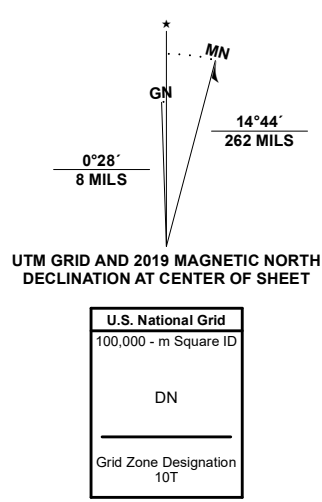 ★
MN
GN
0°28´
8 MILS
14°44´
262 MILS
UTM GRID AND 2019 MAGNETIC NORTH
DECLINATION AT CENTER OF SHEET
U.S. National Grid
100,000 - m Square ID
DN
Grid Zone Designation
10T